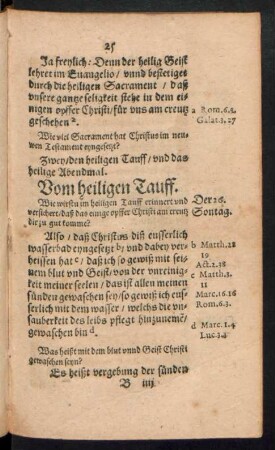 25
Ja freylich: Denn der heilig Geist
lehret im Euangelio/ vnnd bestetiget
durch die heiligen Sacrament / daß
vnsere gantze seligkeit stehe in dem ei-
nigen opffer Christi/ für vns am creutz
geschehen a.
a Rom.6.3.
Galat.3.27
Wie viel Sacrament hat Christus im neu-
wen Testament eyngesetzt?
Zwey/ den heiligen Tauff/ vnd das
heilige Abendmal.
Vom heiligen Tauff.
Wie wirstu im heiligen Tauff erinnert vnd
versichert/ daß das einige opffer Christi am creutz
dir zu gut komme?
Der 26.
Sontag.
Also / daß Christus diß eusserlich
wasserbad eyngesetzt b/ vnd dabey ver-
heissen hat c/ daß ich so gewiß mit sei-
nem blut vnd Geist/ von der vnreinig-
keit meiner seelen / das ist allen meinen
sünden gewaschen sey/ so gewiß ich eus-
serlich mit dem wasser / welchs die vn-
sauberkeit des leibs pflegt hinzunemē/
gewaschen bin d.
b Matth.28
19
Act.2.38
c Matth.3.
11
Marc.16.16
Rom.6.3.
d Marc.1.4
Luc.3.3
Was heißt mit dem blut vnnd Geist Christi
gewaschen seyn?
Es heißt vergebung der sünden
B iiij